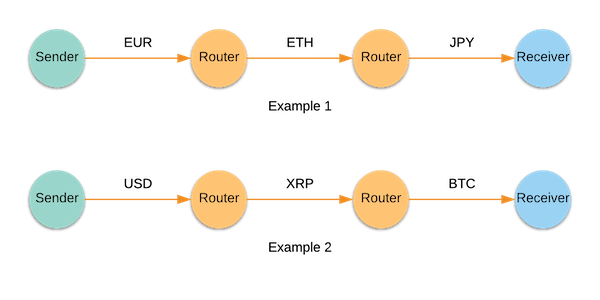 EUR ETH JPY
Sender Router Router Receiver
Example 1
USD XRP BTC
Sender Router Router Receiver
Example 2